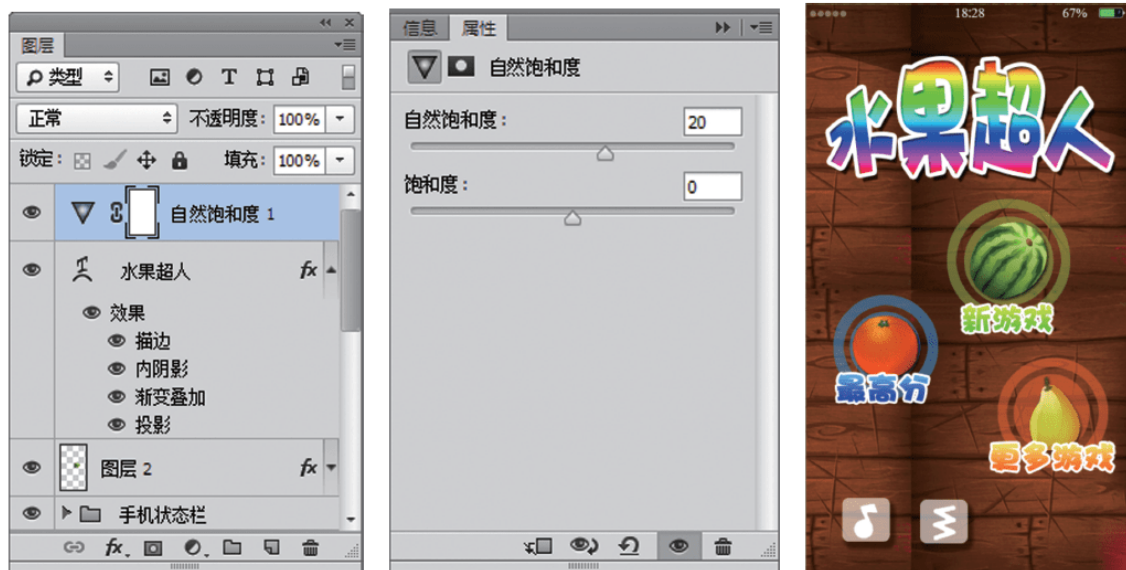 图层
类型
正常
不透明度: 100%
锁定:
填充: 100%
自然饱和度 1
水果超人
fx
效果
描边
内阴影
渐变叠加
投影
图层 2
fx
手机状态栏
fx
信息
属性
自然饱和度
自然饱和度: 20
饱和度: 0
18:28
67%
水果超人
新游戏
最高分
更多游戏